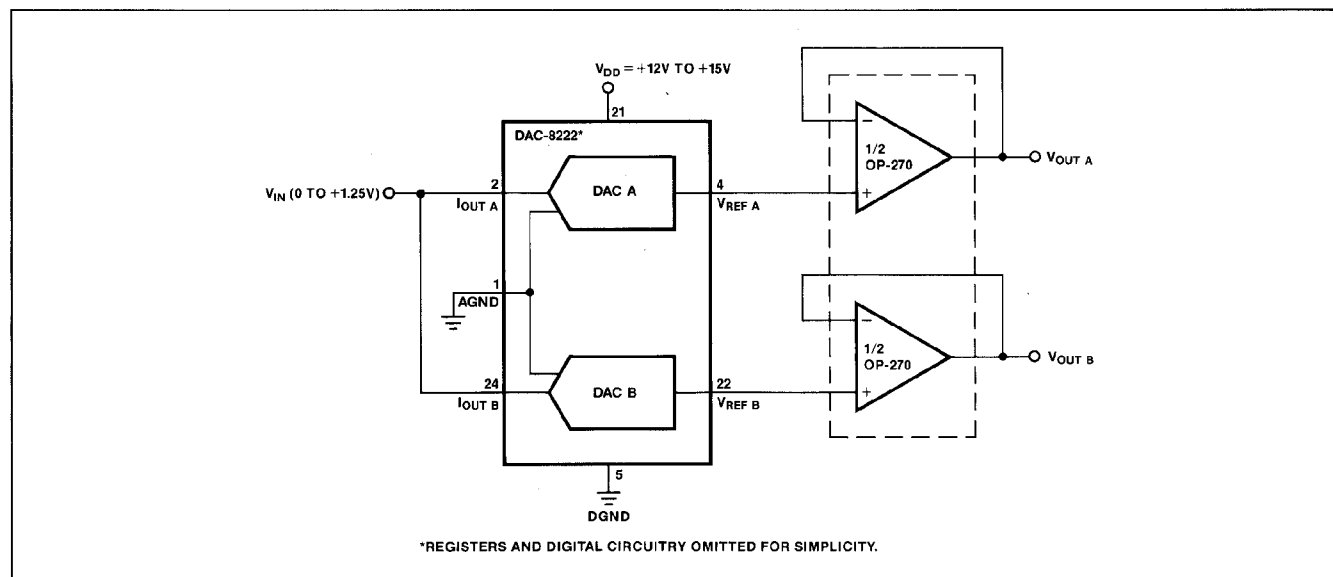 V_DD = +12V TO +15V
21
DAC-8222*
DAC A
2
I_OUT A
4
V_REF A
V_IN (0 TO +1.25V)
1
AGND
24
I_OUT B
DAC B
22
V_REF B
5
DGND
−
1/2
OP-270
+
V_OUT A
−
1/2
OP-270
+
V_OUT B
*REGISTERS AND DIGITAL CIRCUITRY OMITTED FOR SIMPLICITY.